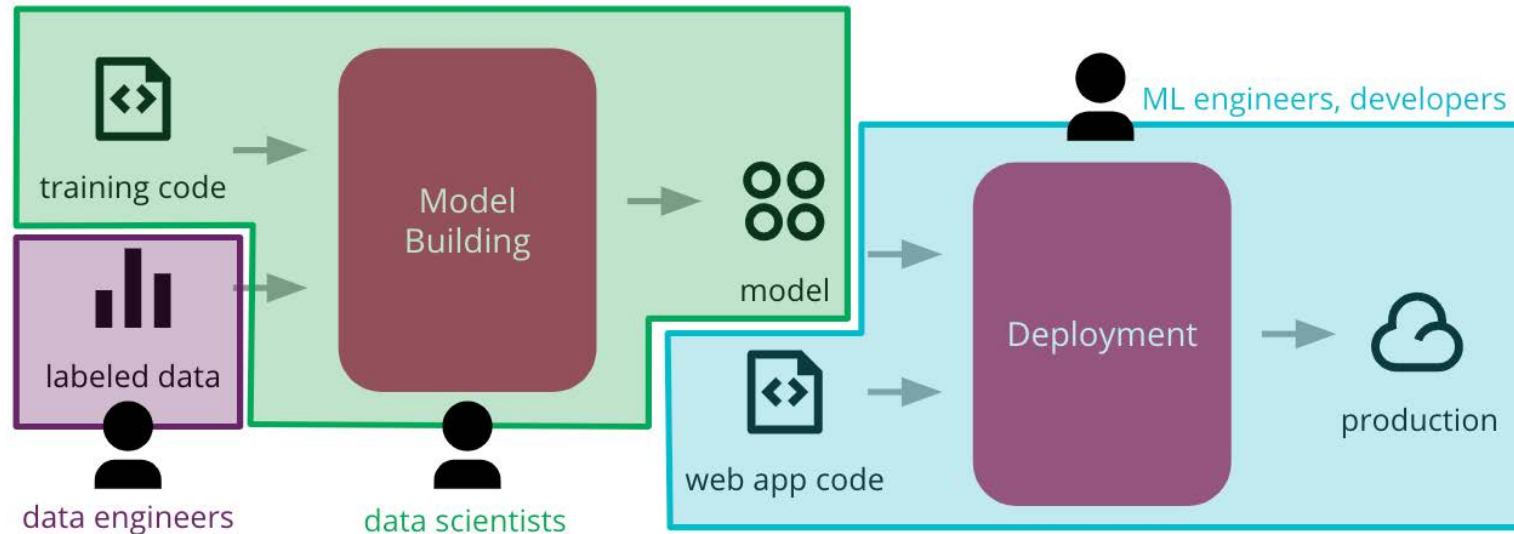 ML engineers, developers
training code
Model
Building
model
labeled data
Deployment
production
web app code
data engineers
data scientists